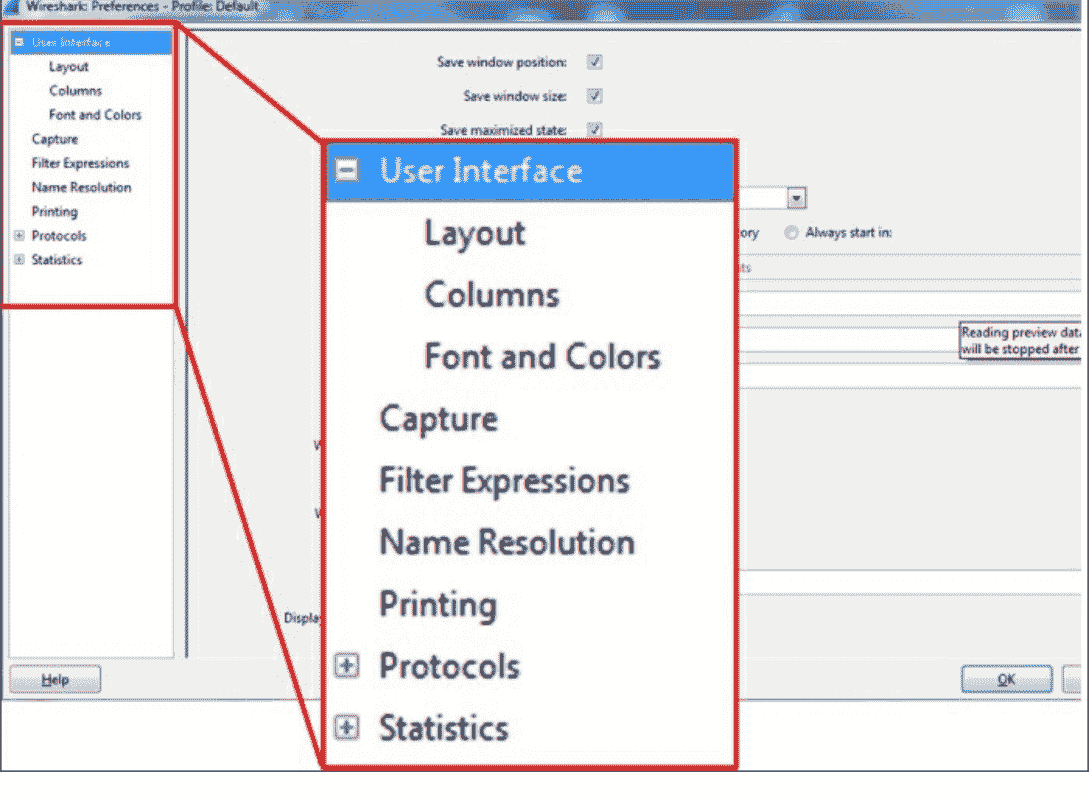 Wireshark: Preferences - Profile: Default
User Interface
Layout
Columns
Font and Colors
Capture
Filter Expressions
Name Resolution
Printing
Protocols
Statistics
Save window position:
Save window size:
Save maximized state:
ory
Always start in:
ts
Reading preview data
will be stopped after
W
W
Display
User Interface
Layout
Columns
Font and Colors
Capture
Filter Expressions
Name Resolution
Printing
Protocols
Statistics
Help
OK